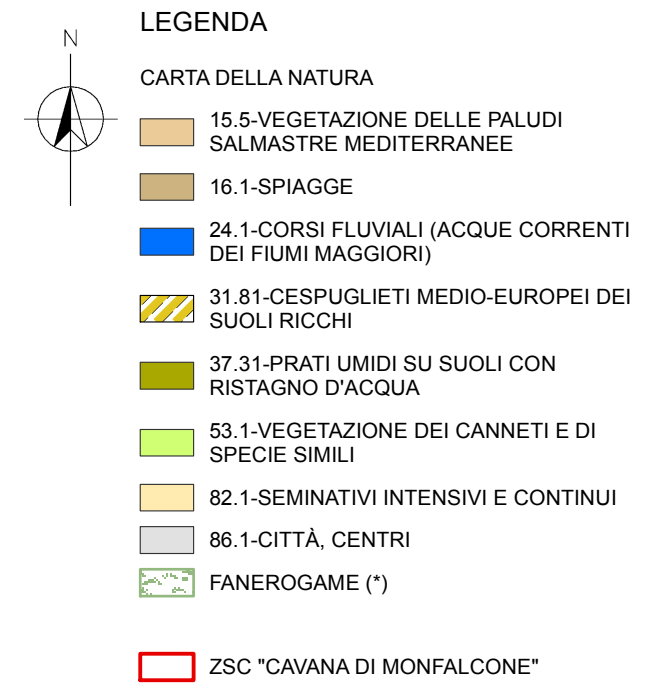 LEGENDA
N
CARTA DELLA NATURA
15.5-VEGETAZIONE DELLE PALUDI
SALMASTRE MEDITERRANEE
16.1-SPIAGGE
24.1-CORSI FLUVIALI (ACQUE CORRENTI
DEI FIUMI MAGGIORI)
31.81-CESPUGLIETI MEDIO-EUROPEI DEI
SUOLI RICCHI
37.31-PRATI UMIDI SU SUOLI CON
RISTAGNO D'ACQUA
53.1-VEGETAZIONE DEI CANNETI E DI
SPECIE SIMILI
82.1-SEMINATIVI INTENSIVI E CONTINUI
86.1-CITTÀ, CENTRI
FANEROGAME (*)
ZSC "CAVANA DI MONFALCONE"